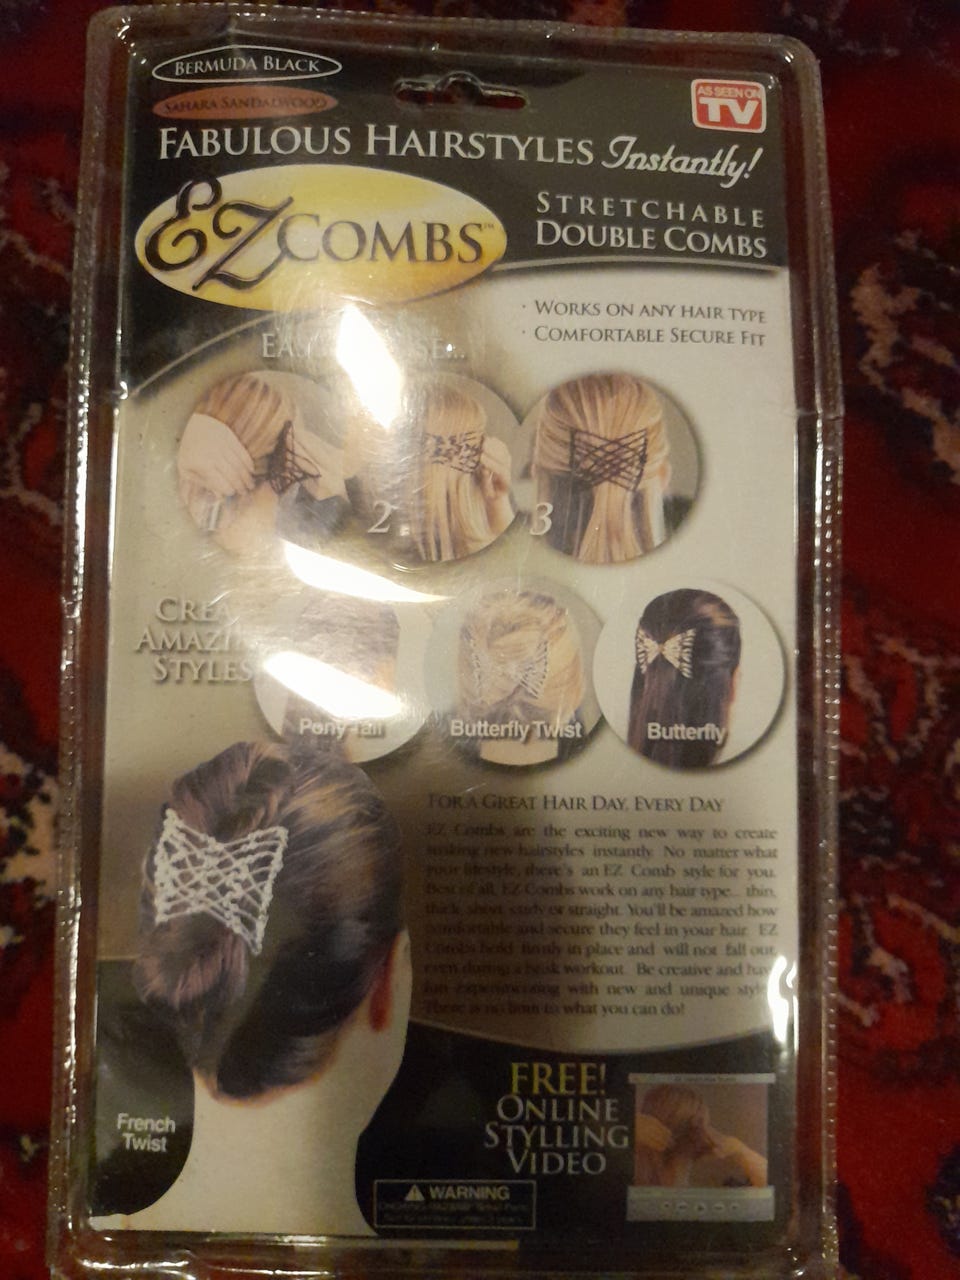 BERMUDA BLACK
SAHARA SANDALWOOD
AS SEEN ON
TV
FABULOUS HAIRSTYLES Instantly!
EZ COMBS™
STRETCHABLE
DOUBLE COMBS
· WORKS ON ANY HAIR TYPE
· COMFORTABLE SECURE FIT
1
2
3
AMAZING
STYLES
Pony-Tail
Butterfly Twist
Butterfly
FOR A GREAT HAIR DAY, EVERY DAY
EZ Combs are the exciting new way to create
making new hairstyles instantly. No matter what
your lifestyle, there's an EZ Comb style for you.
Best of all, EZ Combs work on any hair type... thin,
thick, short, curly or straight. You'll be amazed how
comfortable and secure they feel in your hair. EZ
Combs hold firmly in place and will not fall out,
even during a workout. Be creative and have
fun experimenting with new and unique styles
There is no limit to what you can do!
French
Twist
FREE!
ONLINE
STYLLING
VIDEO
WARNING